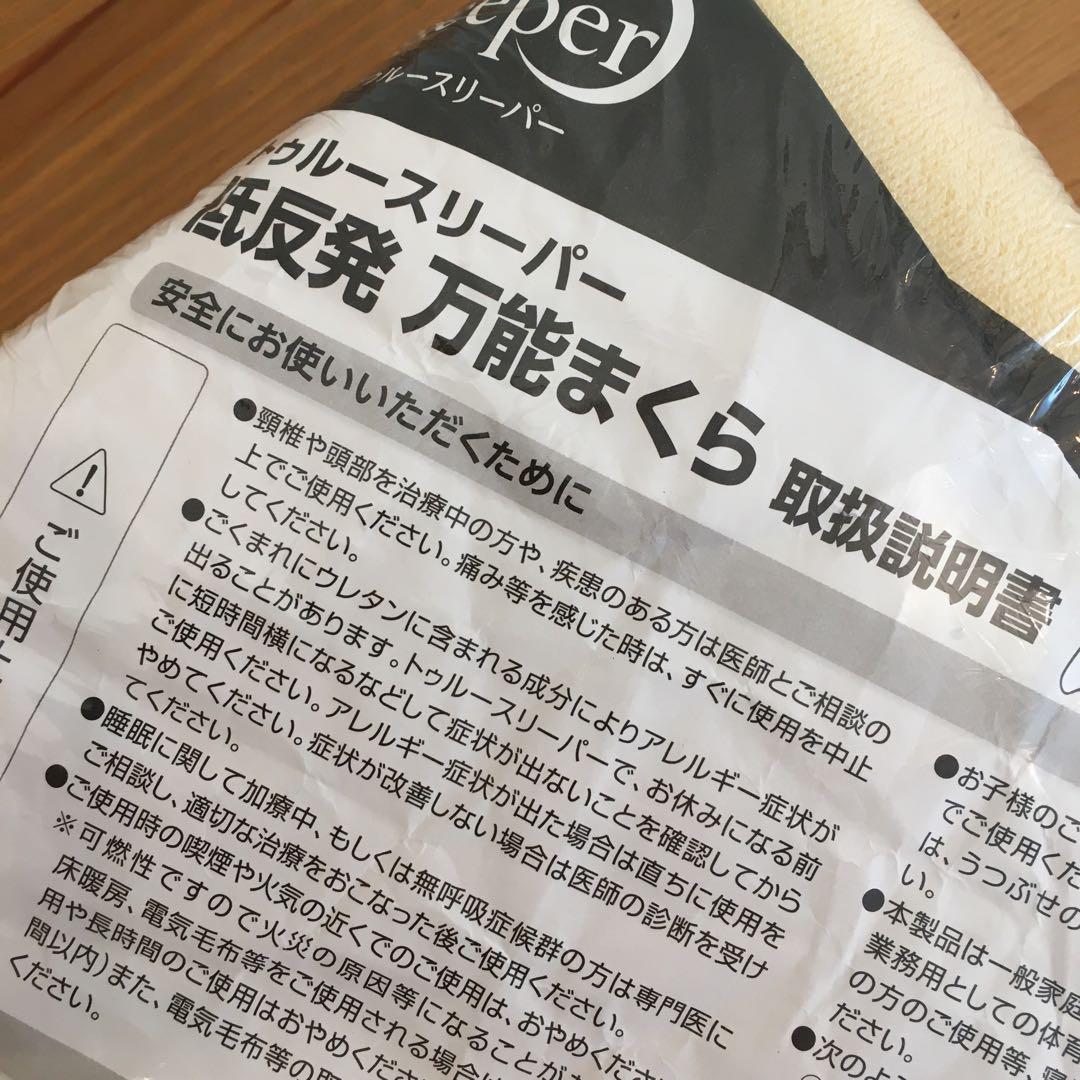 eper
ゥルースリーパー
トゥルースリーパー
低反発 万能まくら 取扱説明書
安全にお使いいただくために
ご使用上
●頸椎や頭部を治療中の方や、疾患のある方は医師とご相談の
上でご使用ください。痛み等を感じた時は、すぐに使用を中止
してください。
●ごくまれにウレタンに含まれる成分によりアレルギー症状が
出ることがあります。トゥルースリーパーで、お休みになる前
に短時間横になるなどして症状が出ないことを確認してから
ご使用ください。アレルギー症状が出た場合は直ちに使用を
やめてください。症状が改善しない場合は医師の診断を受け
てください。
●睡眠に関して加療中、もしくは無呼吸症候群の方は専門医に
ご相談し、適切な治療をおこなった後ご使用ください。
●ご使用時の喫煙や火気の近くでのご使用は、おやめくだ
※可燃性ですので火災の原因等になることが
床暖房、電気毛布等をご使用される場合は
用や長時間のご使用はおやめくださ
間以内)また、電気毛布等の
ください。
●お子様のご
でご使用くだ
は、うつぶせの
い。
●本製品は一般家庭
業務用としての体育
の方のご使用等、寝
ださい。
●次のよう